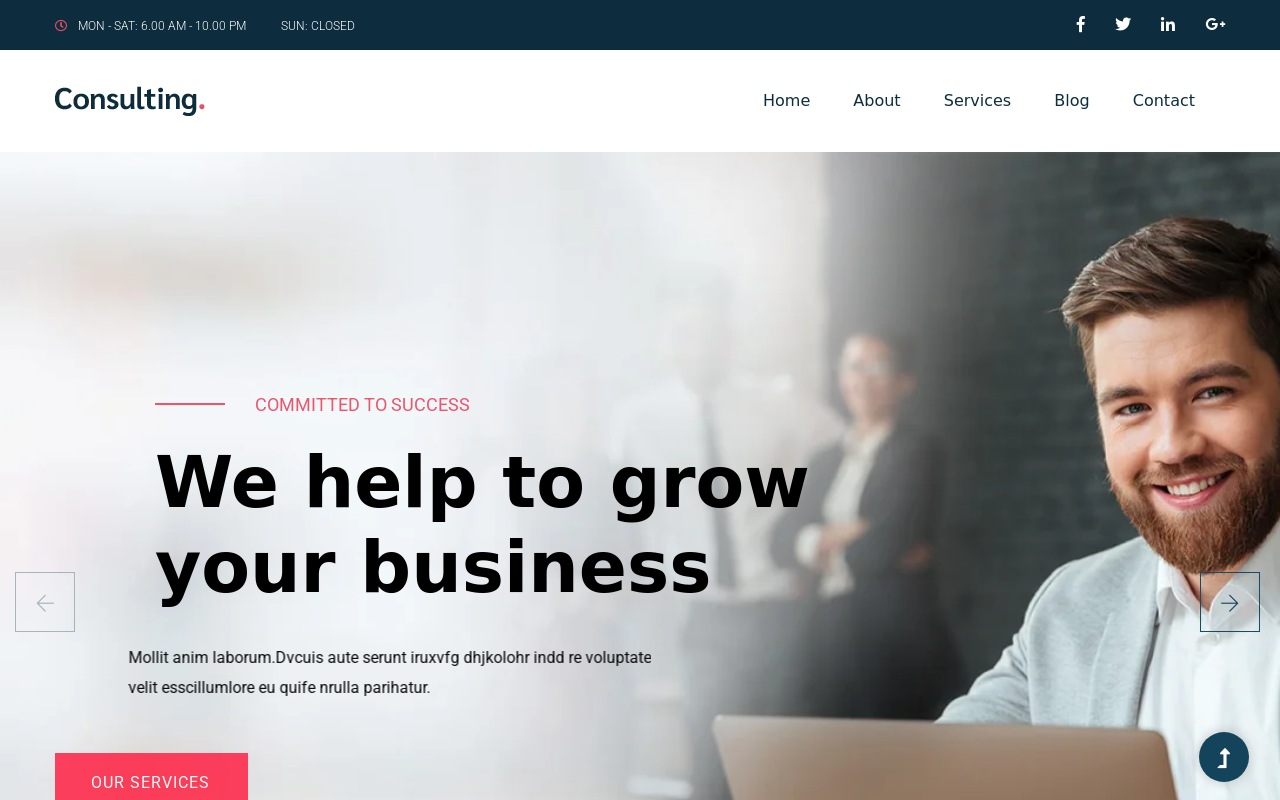 MON - SAT: 6.00 AM - 10.00 PM
SUN: CLOSED
Consulting.
Home
About
Services
Blog
Contact
COMMITTED TO SUCCESS
We help to grow
your business
Mollit anim laborum.Dvcuis aute serunt iruxvfg dhjkolohr indd re voluptate
velit esscillumlore eu quife nrulla parihatur.
OUR SERVICES